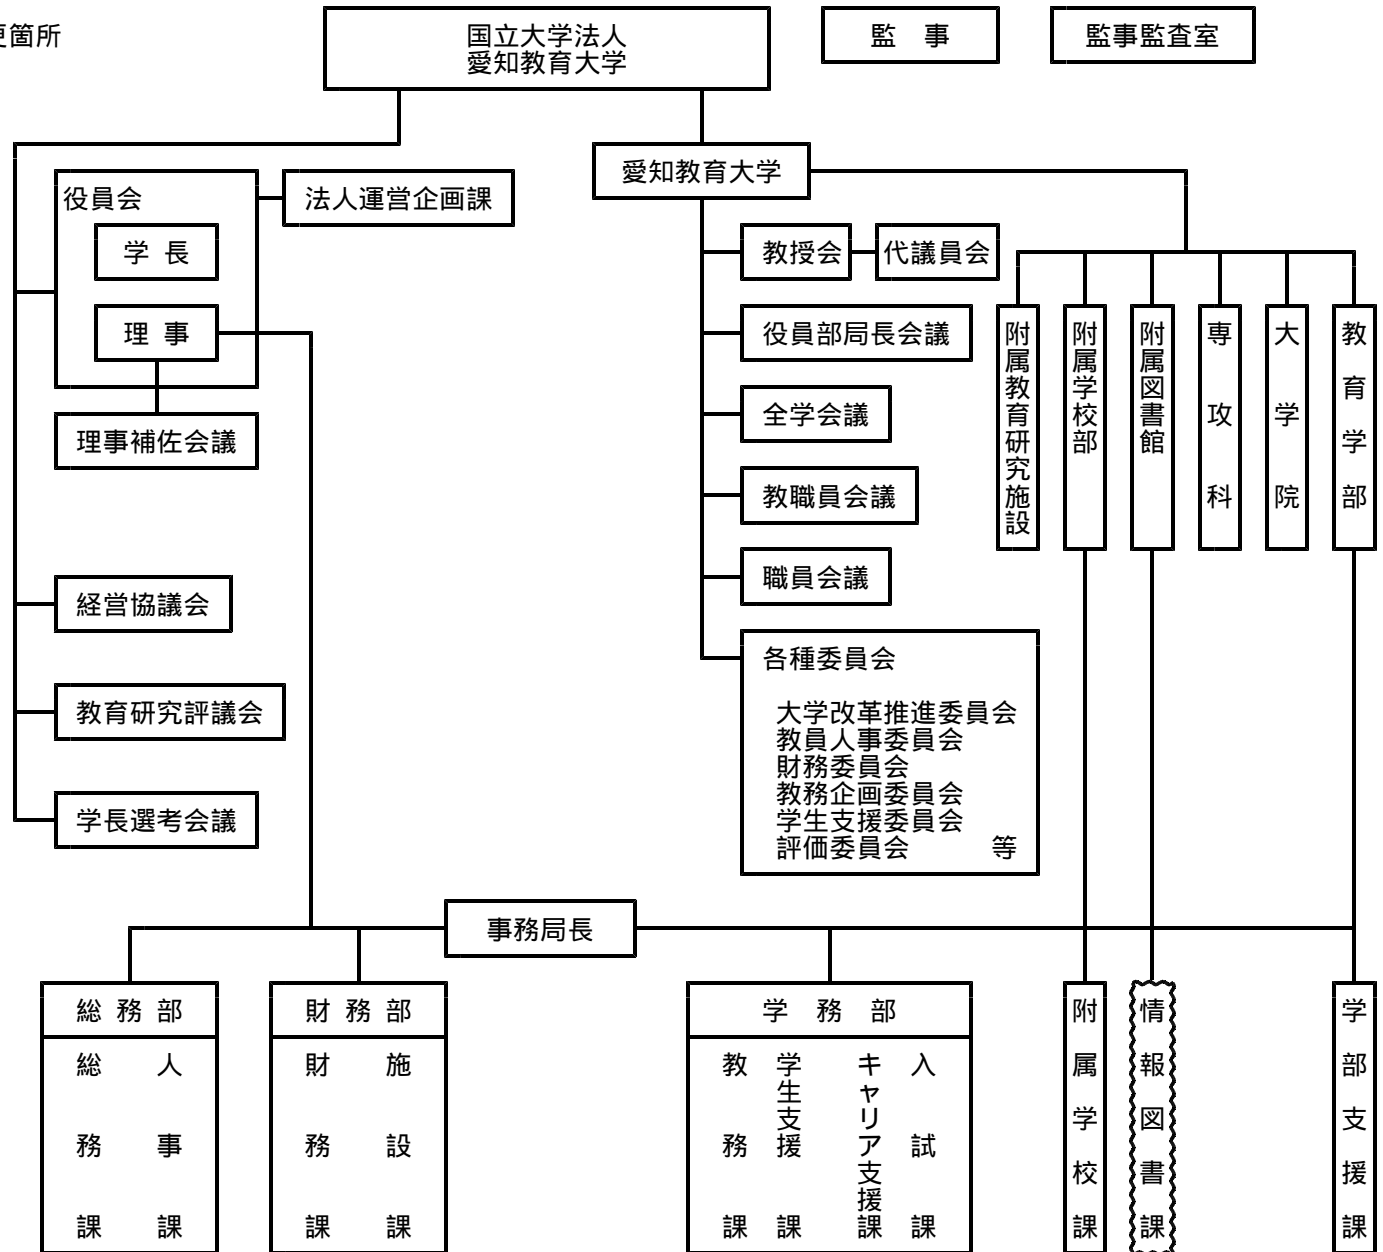 更箇所
国立大学法人
愛知教育大学
監　事
監事監査室
愛知教育大学
役員会
法人運営企画課
学 長
理 事
理事補佐会議
経営協議会
教育研究評議会
学長選考会議
教授会
代議員会
役員部局長会議
全学会議
教職員会議
職員会議
各種委員会
大学改革推進委員会
教員人事委員会
財務委員会
教務企画委員会
学生支援委員会
評価委員会　　　等
附属教育研究施設
附属学校部
附属図書館
専攻科
大学院
教育学部
事務局長
総 務 部
総務課
人事課
財 務 部
財務課
施設課
学　務　部
教務課
学生支援課
キャリア支援課
入試課
附属学校課
情報図書課
学部支援課